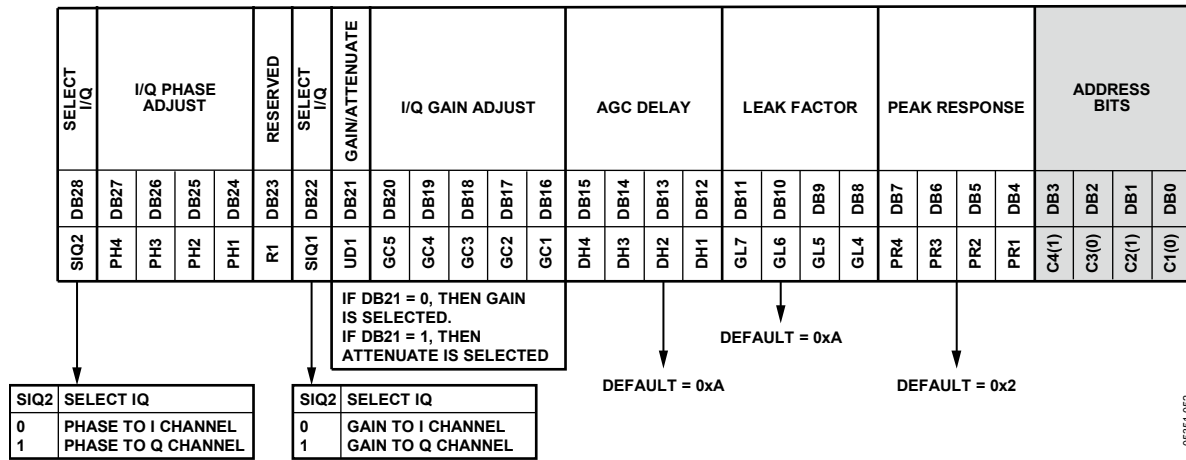 SELECT I/Q
I/Q PHASE
ADJUST
RESERVED
SELECT
I/Q
GAIN/ATTENUATE
I/Q GAIN ADJUST
AGC DELAY
LEAK FACTOR
PEAK RESPONSE
ADDRESS
BITS
DB28 DB27 DB26 DB25 DB24 DB23 DB22 DB21 DB20 DB19 DB18 DB17 DB16 DB15 DB14 DB13 DB12 DB11 DB10 DB9 DB8 DB7 DB6 DB5 DB4 DB3 DB2 DB1 DB0
SIQ2 PH4 PH3 PH2 PH1 R1 SIQ1 UD1 GC5 GC4 GC3 GC2 GC1 DH4 DH3 DH2 DH1 GL7 GL6 GL5 GL4 PR4 PR3 PR2 PR1 C4(1) C3(0) C2(1) C1(0)
IF DB21 = 0, THEN GAIN
IS SELECTED.
IF DB21 = 1, THEN
ATTENUATE IS SELECTED
DEFAULT = 0xA
DEFAULT = 0xA
DEFAULT = 0x2
SIQ2 SELECT IQ
0 PHASE TO I CHANNEL
1 PHASE TO Q CHANNEL
SIQ2 SELECT IQ
0 GAIN TO I CHANNEL
1 GAIN TO Q CHANNEL